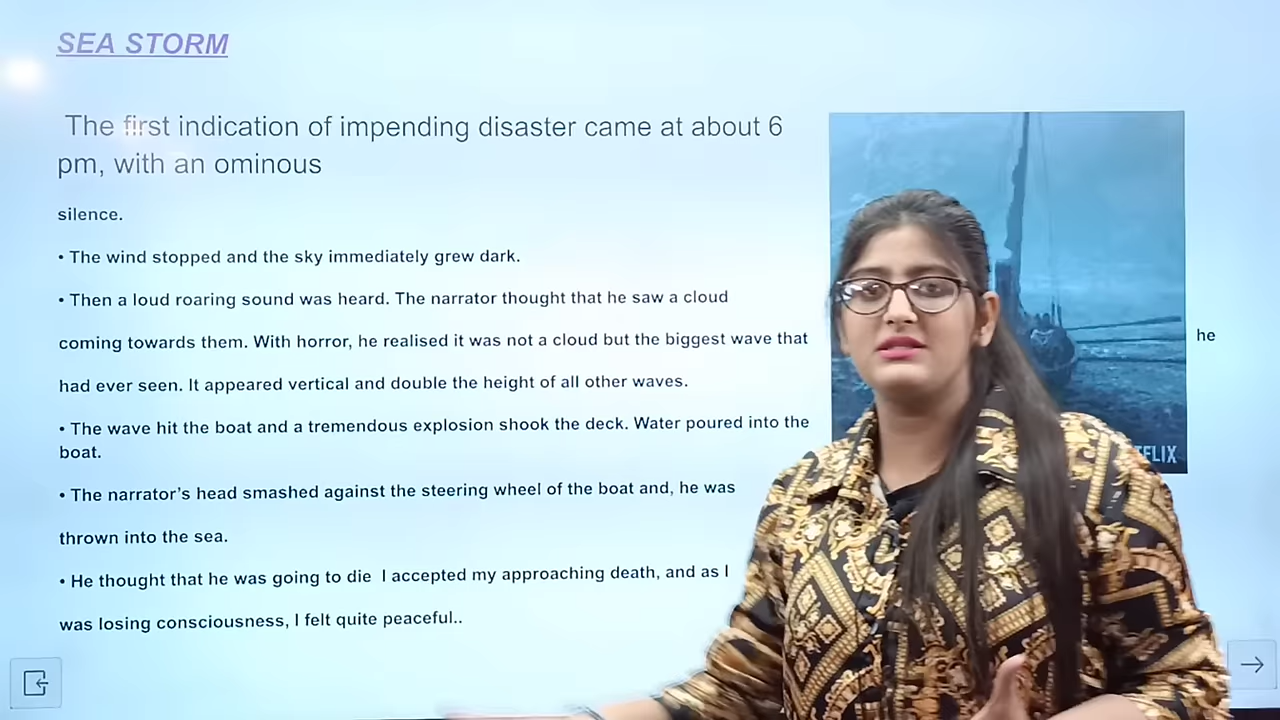 SEA STORM
The first indication of impending disaster came at about 6
pm, with an ominous
silence.
• The wind stopped and the sky immediately grew dark.
• Then a loud roaring sound was heard. The narrator thought that he saw a cloud
coming towards them. With horror, he realised it was not a cloud but the biggest wave that he
had ever seen. It appeared vertical and double the height of all other waves.
• The wave hit the boat and a tremendous explosion shook the deck. Water poured into the
boat.
• The narrator’s head smashed against the steering wheel of the boat and, he was
thrown into the sea.
• He thought that he was going to die I accepted my approaching death, and as I
was losing consciousness, I felt quite peaceful..